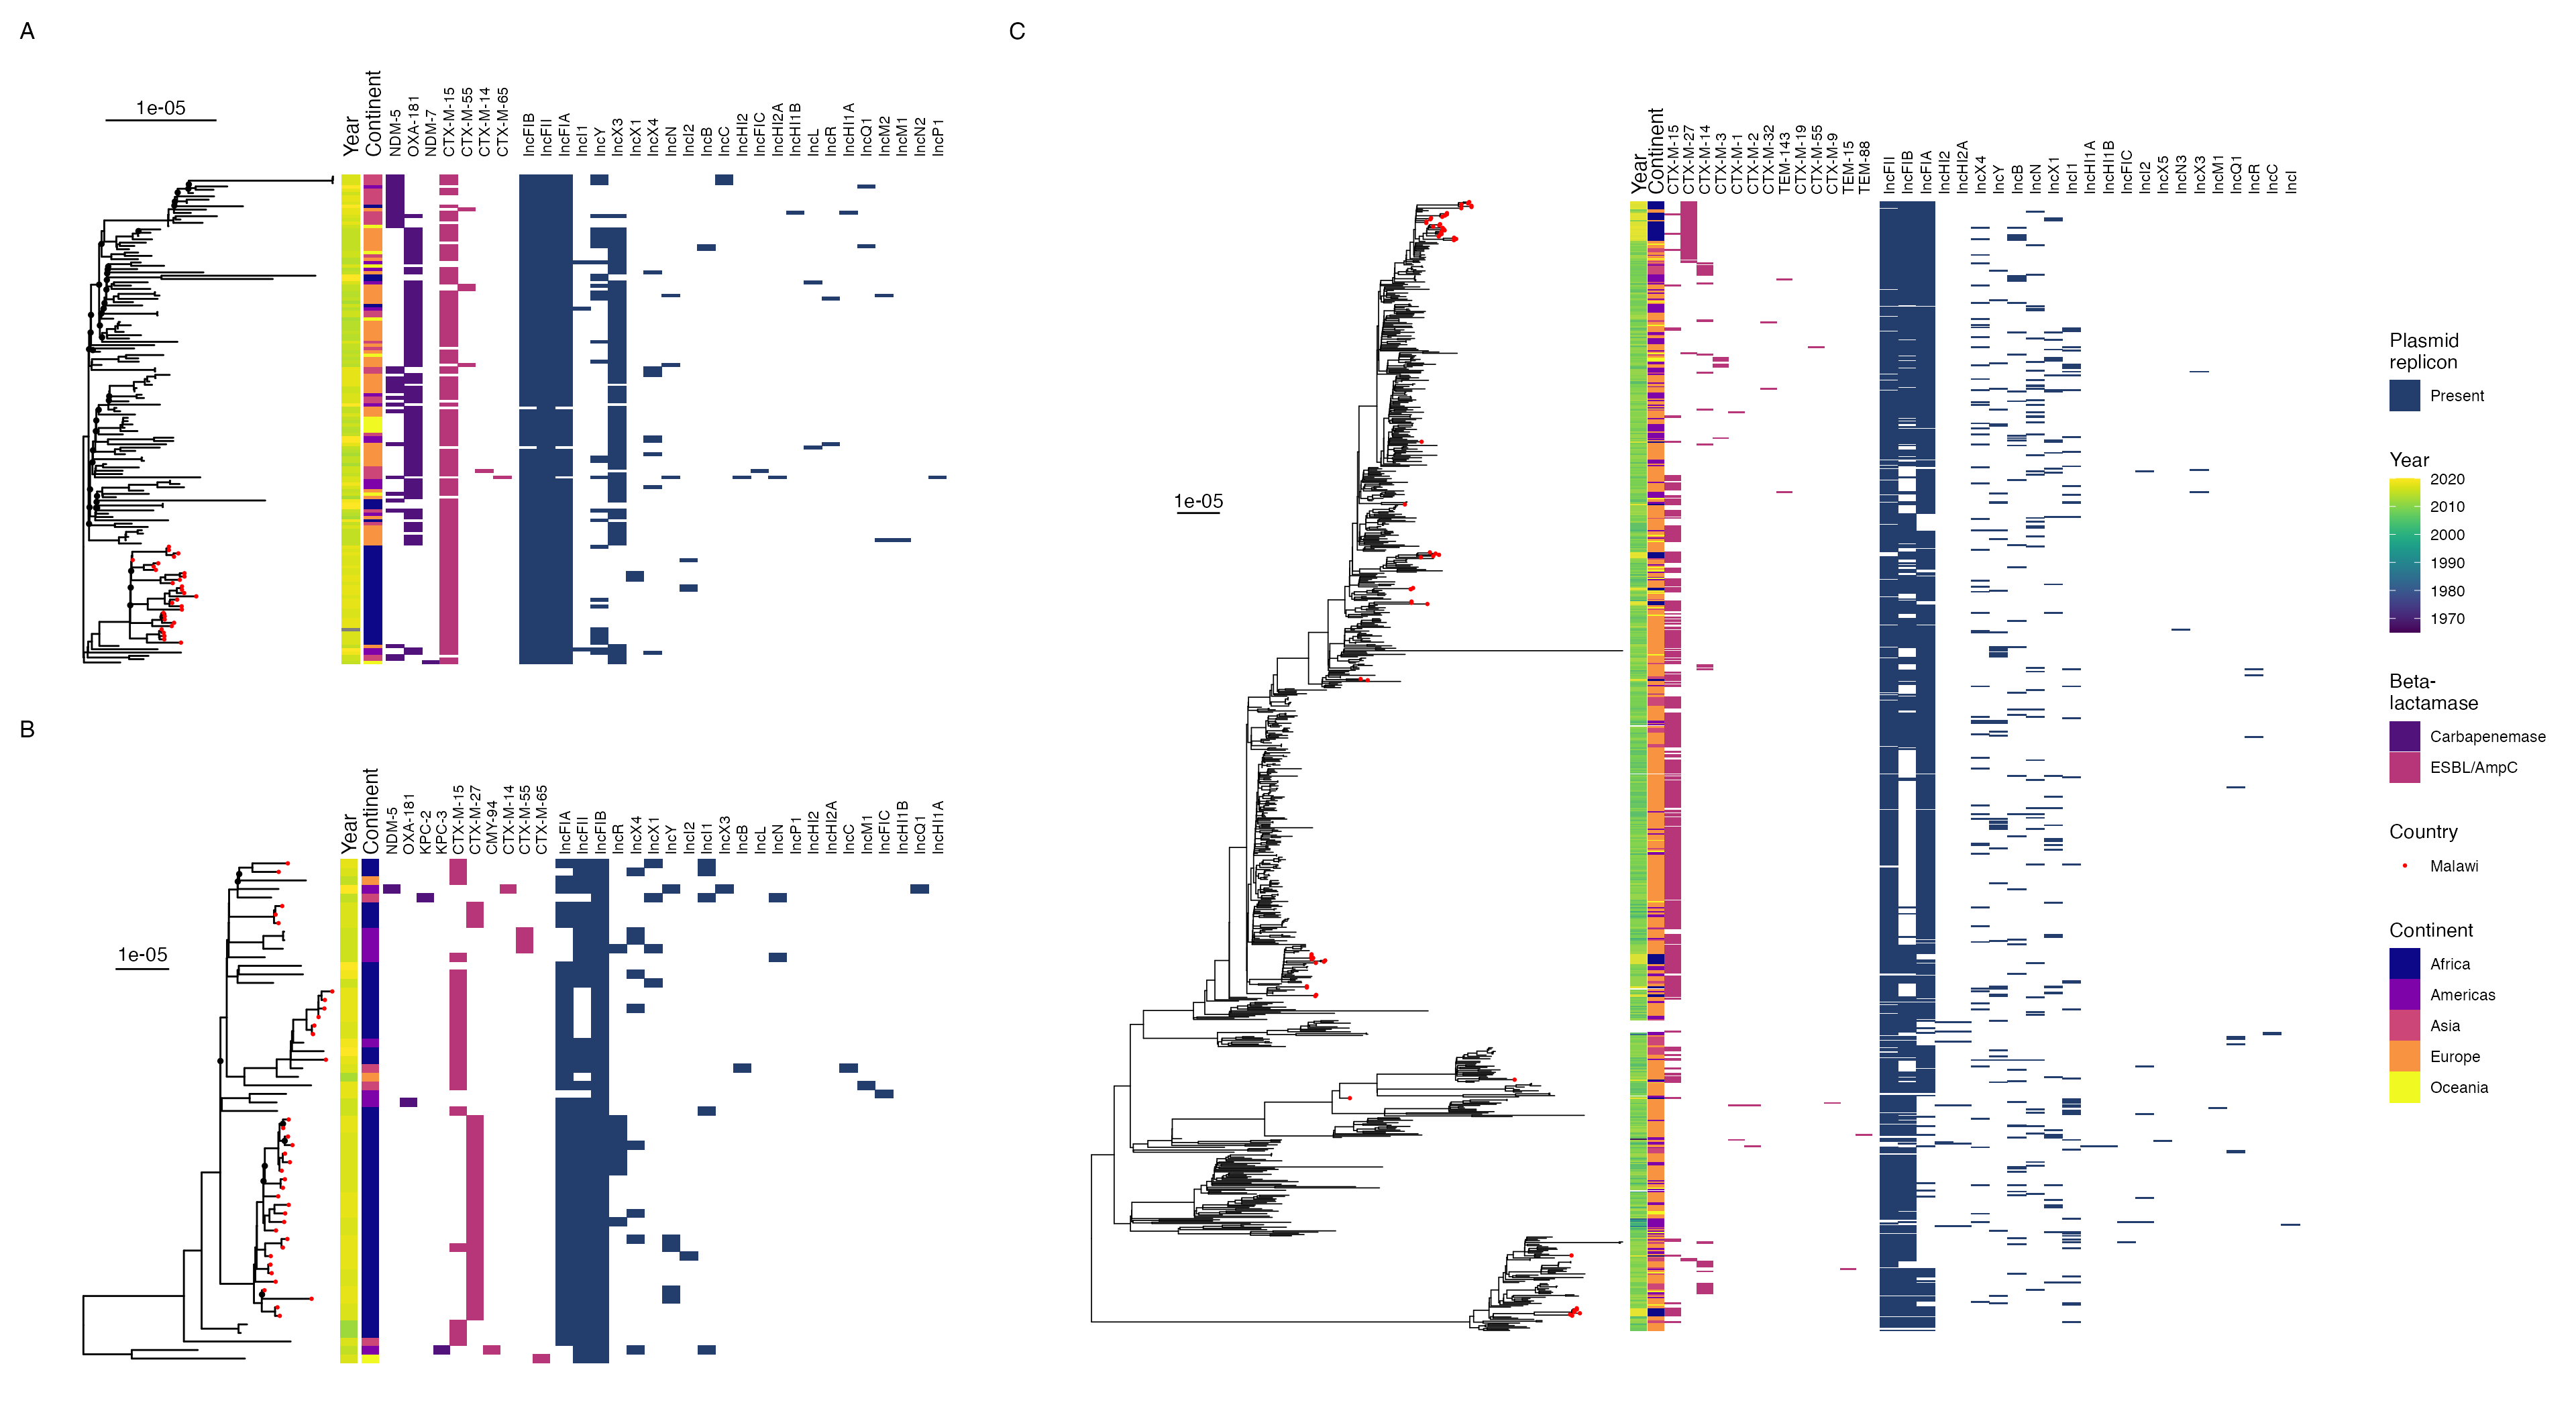 A
1e-05
Year
Continent
NDM-5
OXA-181
NDM-7
CTX-M-15
CTX-M-55
CTX-M-14
CTX-M-65
IncFIB
IncFII
IncFIA
IncI1
IncY
IncX3
IncX1
IncX4
IncN
IncI2
IncB
IncC
IncHI2
IncFIC
IncHI2A
IncHI1B
IncL
IncR
IncHI1A
IncQ1
IncM2
IncM1
IncN2
IncP1
B
1e-05
Year
Continent
NDM-5
OXA-181
KPC-2
KPC-3
CTX-M-15
CTX-M-27
CMY-94
CTX-M-14
CTX-M-55
CTX-M-65
IncFIA
IncFII
IncFIB
IncR
IncX4
IncX1
IncY
IncI2
IncI1
IncX3
IncB
IncL
IncN
IncP1
IncHI2
IncHI2A
IncC
IncM1
IncFIC
IncHI1B
IncQ1
IncHI1A
C
1e-05
Year
Continent
CTX-M-15
CTX-M-27
CTX-M-14
CTX-M-3
CTX-M-1
CTX-M-2
CTX-M-32
TEM-143
CTX-M-19
CTX-M-55
CTX-M-9
TEM-15
TEM-88
IncFII
IncFIB
IncFIA
IncHI2
IncHI2A
IncX4
IncY
IncB
IncN
IncX1
IncI1
IncHI1A
IncHI1B
IncFIC
IncI2
IncX5
IncN3
IncX3
IncM1
IncQ1
IncR
IncC
IncI
Plasmid
replicon
Present
Year
2020
2010
2000
1990
1980
1970
Beta-
lactamase
Carbapenemase
ESBL/AmpC
Country
Malawi
Continent
Africa
Americas
Asia
Europe
Oceania